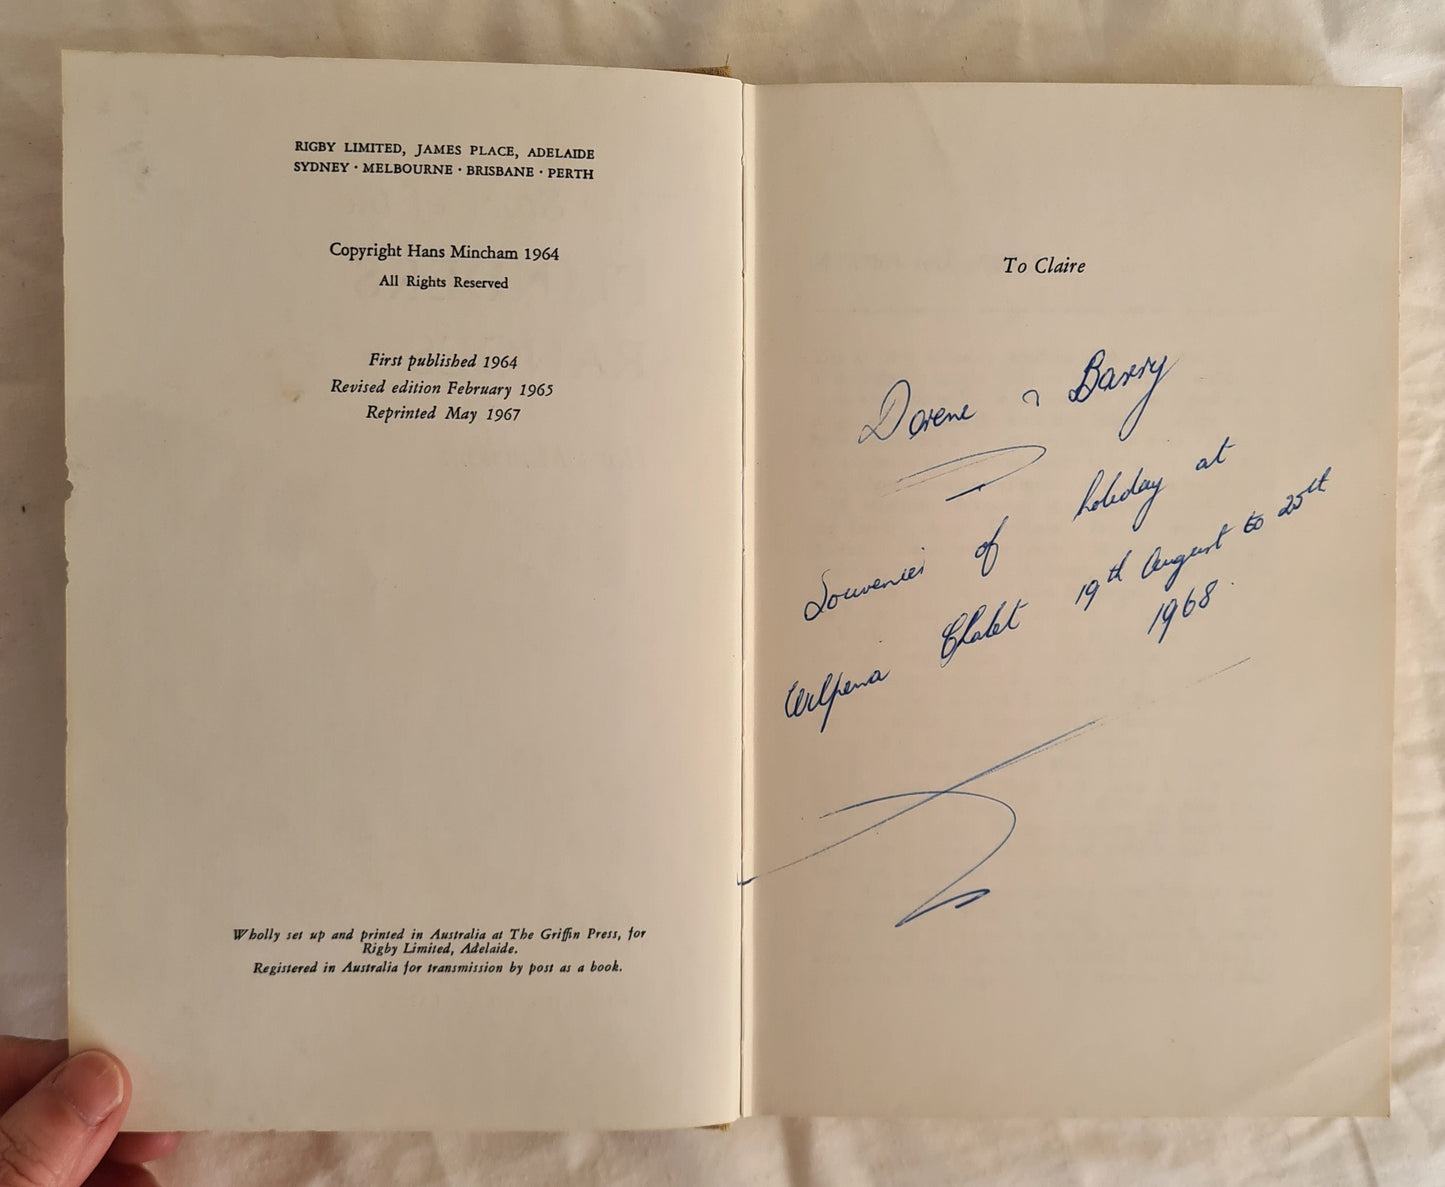 RIGBY LIMITED, JAMES PLACE, ADELAIDE
SYDNEY · MELBOURNE · BRISBANE · PERTH
Copyright Hans Mincham 1964
All Rights Reserved
First published 1964
Revised edition February 1965
Reprinted May 1967
Wholly set up and printed in Australia at The Griffin Press, for
Rigby Limited, Adelaide.
Registered in Australia for transmission by post as a book.
To Claire
Dorene & Barry
Souvenier of holiday at
Wilpena Chalet 19th August to 25th
1968.